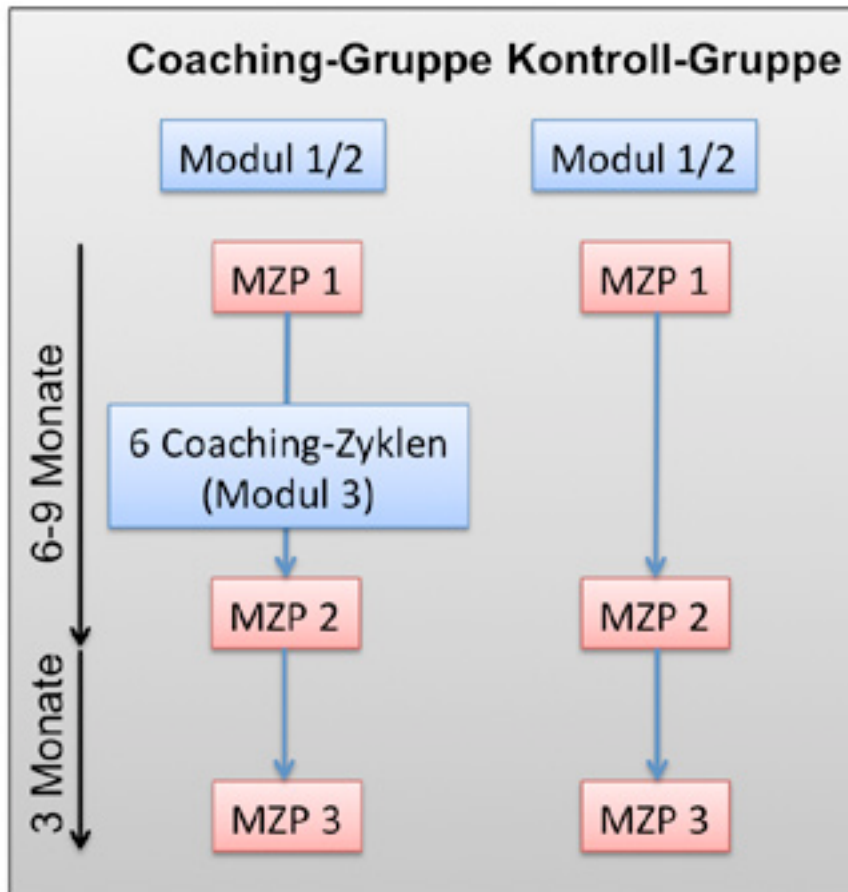 Coaching-Gruppe Kontroll-Gruppe
Modul 1/2 Modul 1/2
MZP 1 MZP 1
6-9 Monate
6 Coaching-Zyklen
(Modul 3)
MZP 2 MZP 2
3 Monate
MZP 3 MZP 3